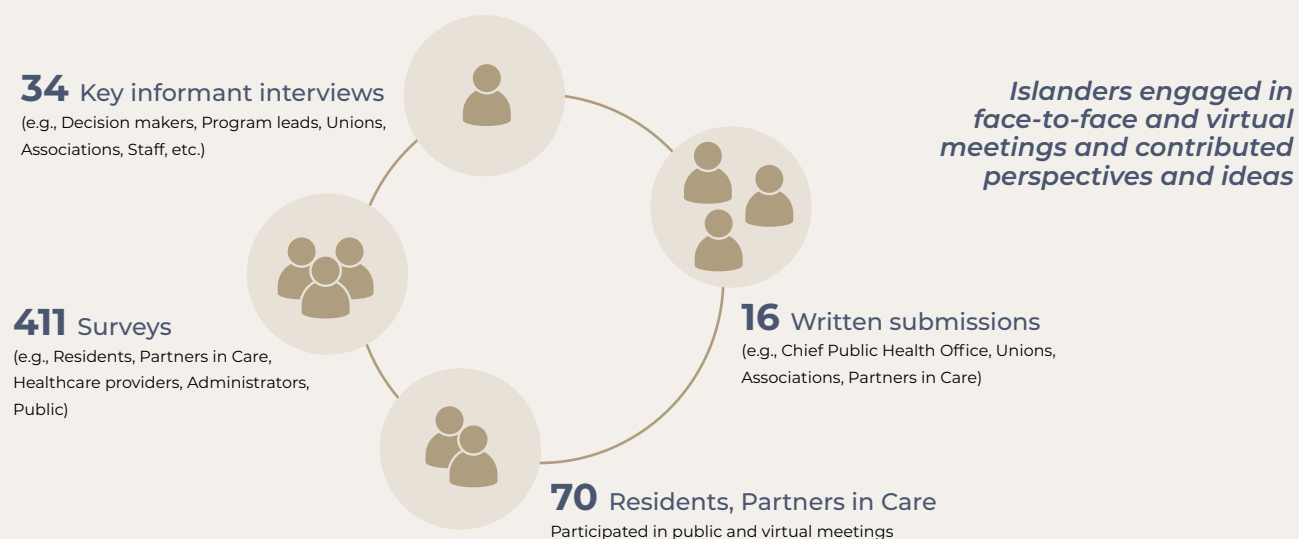 34 Key informant interviews
(e.g., Decision makers, Program leads, Unions,
Associations, Staff, etc.)
Islanders engaged in
face-to-face and virtual
meetings and contributed
perspectives and ideas
411 Surveys
(e.g., Residents, Partners in Care,
Healthcare providers, Administrators,
Public)
16 Written submissions
(e.g., Chief Public Health Office, Unions,
Associations, Partners in Care)
70 Residents, Partners in Care
Participated in public and virtual meetings